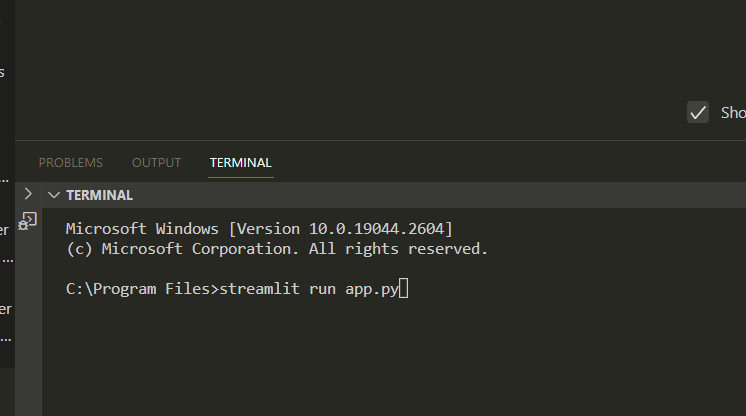 s
Sho
PROBLEMS OUTPUT TERMINAL
TERMINAL
...
Microsoft Windows [Version 10.0.19044.2604]
er
(c) Microsoft Corporation. All rights reserved.
...
C:\Program Files>streamlit run app.py
er
...